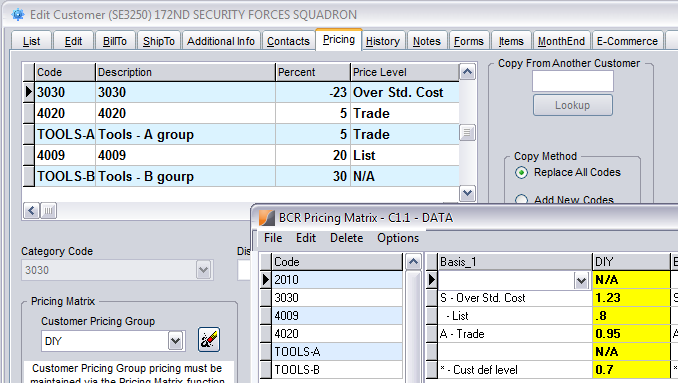 Edit Customer (SE3250) 172ND SECURITY FORCES SQUADRON
List Edit BillTo ShipTo Additional Info Contacts Pricing History Notes Forms Items MonthEnd E-Commerce
Code Description Percent Price Level
3030 3030 -23 Over Std. Cost
4020 4020 5 Trade
TOOLS-A Tools - A group 5 Trade
4009 4009 20 List
TOOLS-B Tools - B gourp 30 N/A
Copy From Another Customer
Lookup
Copy Method
Replace All Codes
Add New Codes
Category Code
3030
Pricing Matrix
Customer Pricing Group
DIY
Customer Pricing Group pricing must be
maintained via the Pricing Matrix function
BCR Pricing Matrix - C1.1 - DATA
File Edit Delete Options
Code Basis_1 DIY
2010 N/A
3030 S - Over Std. Cost 1.23
4009 - List .8
4020 A - Trade 0.95
TOOLS-A N/A
TOOLS-B * - Cust def level 0.7